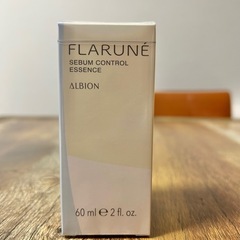 FLARUNÉ
SEBUM CONTROL
ESSENCE
ALBION
60 ml ℮ 2 fl. oz.